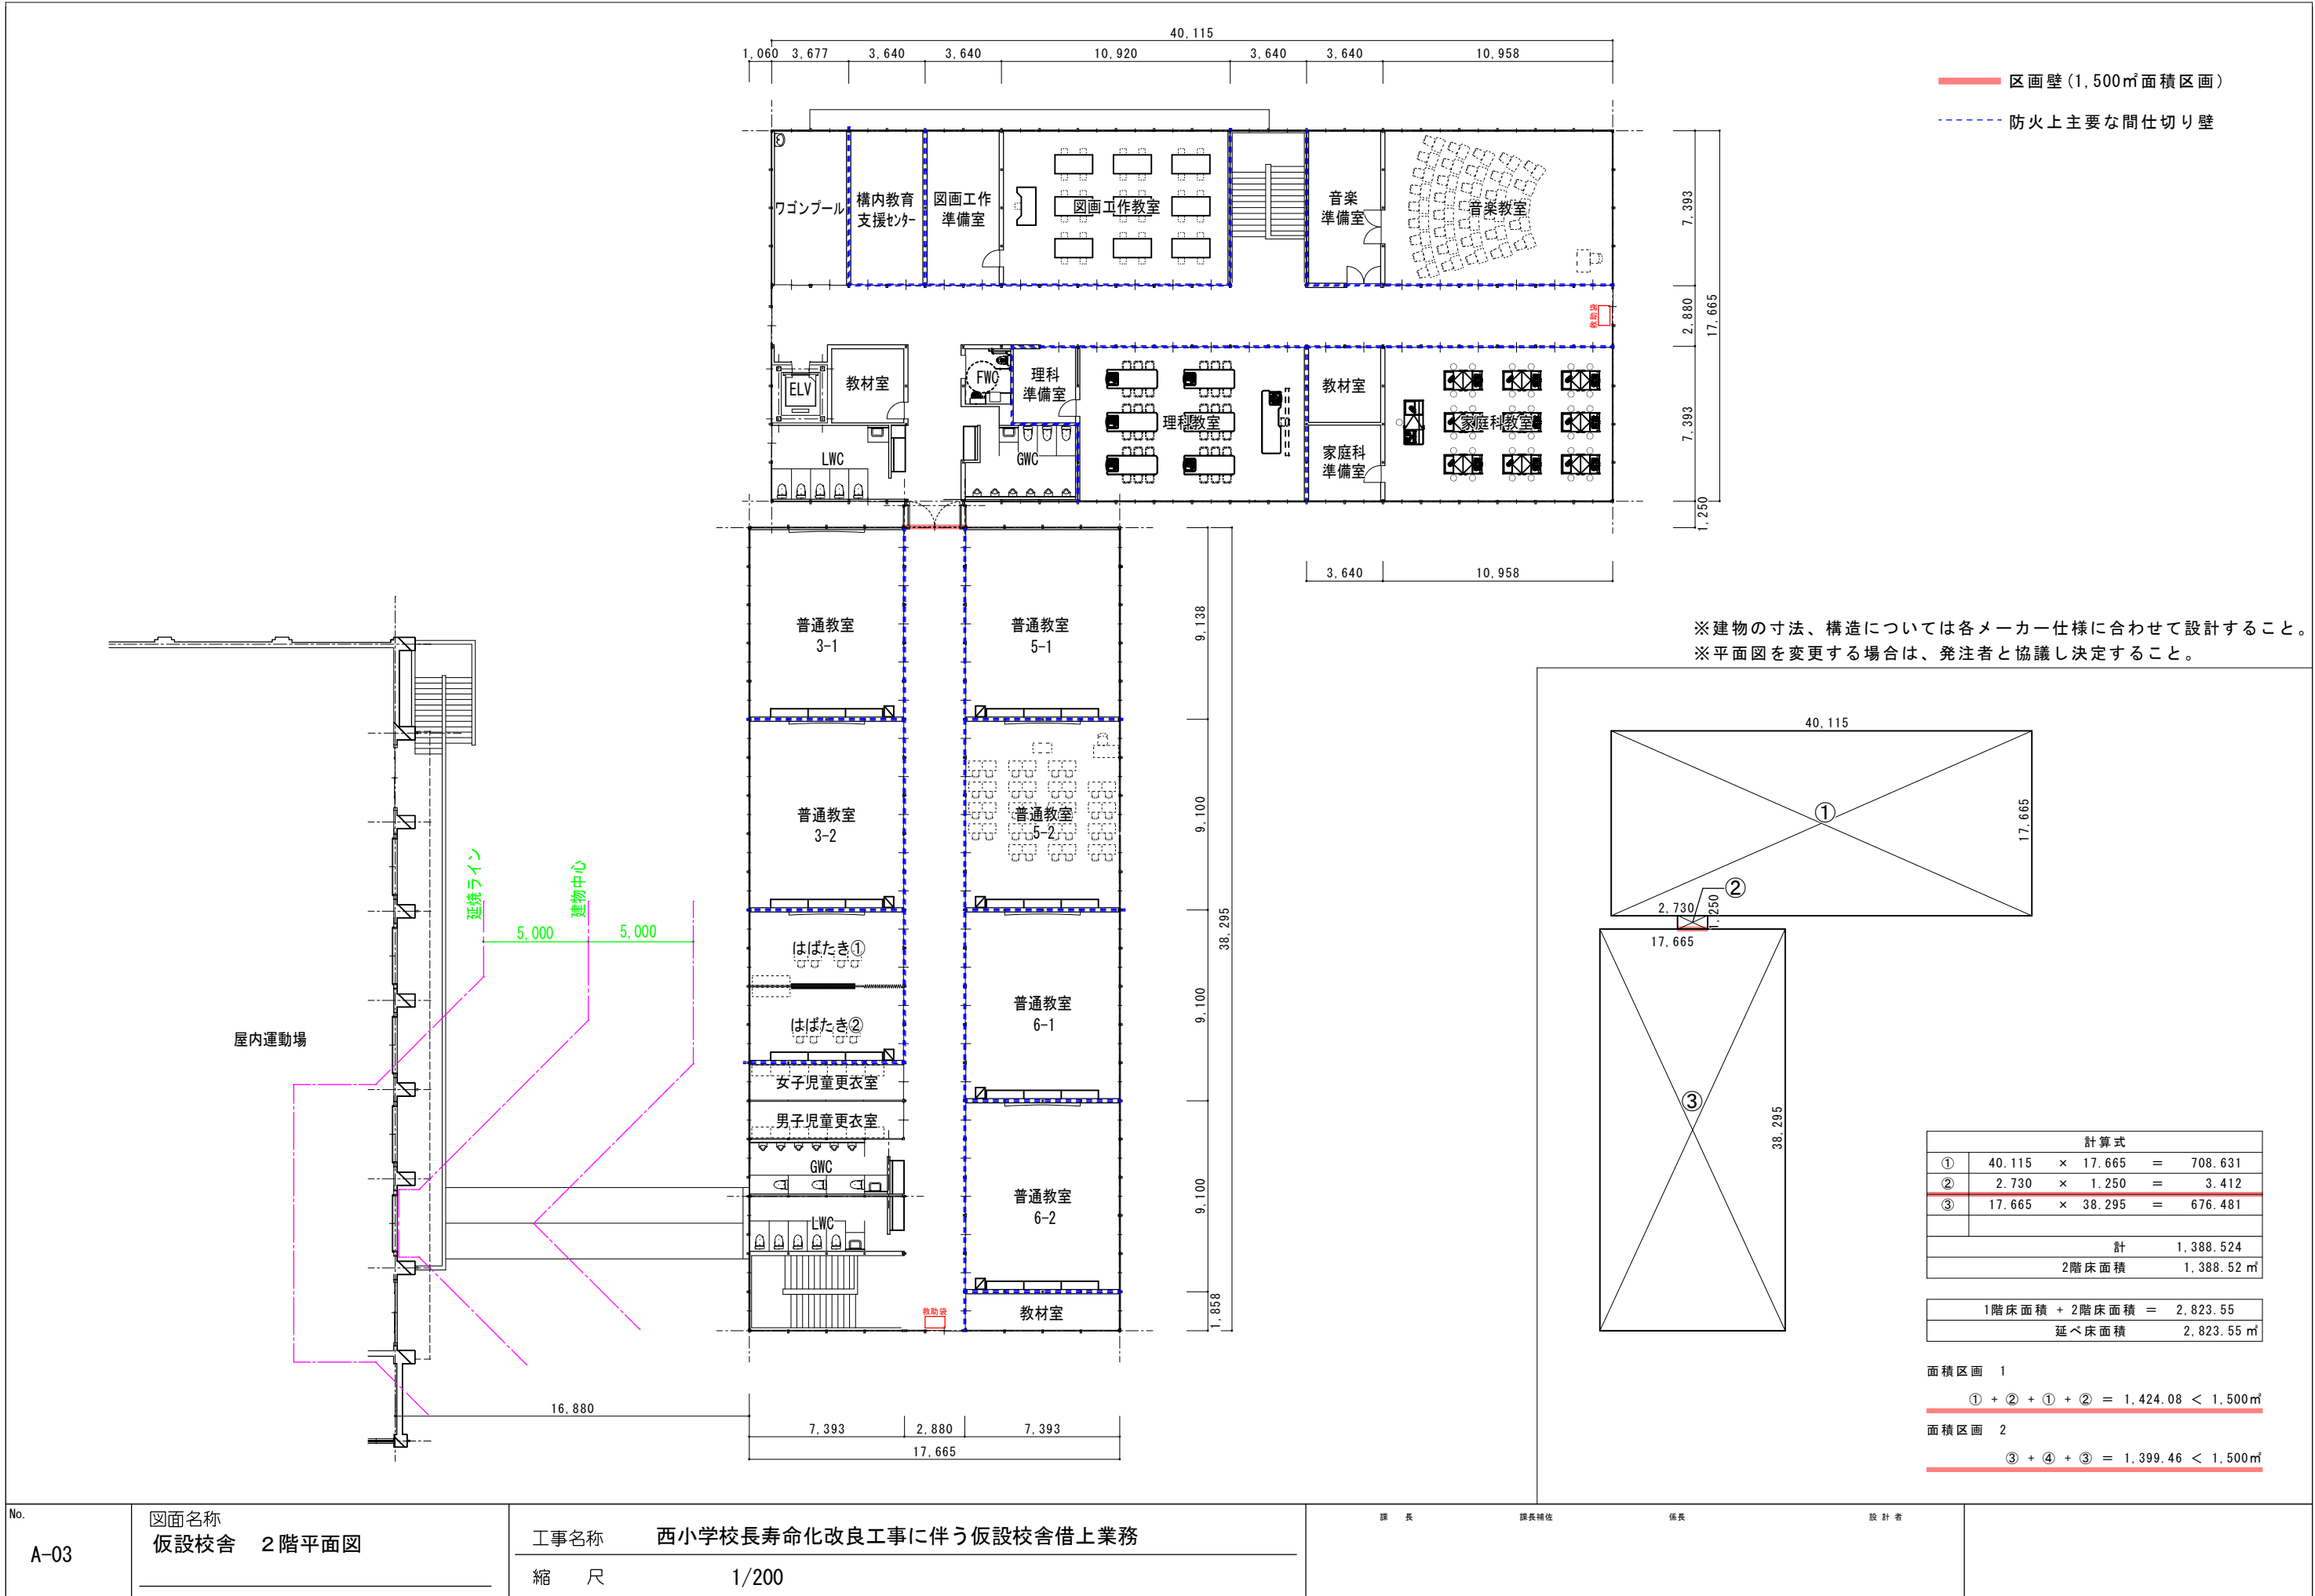 40,115
1,060 3,677 3,640 3,640 10,920 3,640 3,640 10,958
区画壁(1,500㎡面積区画)
防火上主要な間仕切り壁
ワゴンプール
構内教育
支援ｾﾝﾀｰ
図画工作
準備室
図画工作教室
音楽
準備室
音楽教室
7,393
2,880
17,665
7,393
1,250
救助袋
ELV
教材室
FWC
理科
準備室
理科教室
教材室
家庭科教室
家庭科
準備室
LWC
GWC
3,640 10,958
普通教室
3-1
普通教室
5-1
9,138
普通教室
3-2
普通教室
5-2
9,100
38,295
はばたき①
はばたき②
普通教室
6-1
9,100
女子児童更衣室
男子児童更衣室
GWC
LWC
普通教室
6-2
9,100
教材室
1,858
救助袋
延焼ライン
建物中心
5,000 5,000
屋内運動場
16,880
7,393 2,880 7,393
17,665
※建物の寸法、構造については各メーカー仕様に合わせて設計すること。
※平面図を変更する場合は、発注者と協議し決定すること。
40,115
①
17,665
②
2,730
1,250
17,665
③
38,295
計算式
① 40.115 × 17.665 = 708.631
② 2.730 × 1.250 = 3.412
③ 17.665 × 38.295 = 676.481
計 1,388.524
2階床面積 1,388.52 ㎡
1階床面積 + 2階床面積 = 2,823.55
延べ床面積 2,823.55 ㎡
面積区画 1
① + ② + ① + ② = 1,424.08 < 1,500㎡
面積区画 2
③ + ④ + ③ = 1,399.46 < 1,500㎡
No.
A-03
図面名称
仮設校舎 2階平面図
工事名称 西小学校長寿命化改良工事に伴う仮設校舎借上業務
縮 尺 1/200
課 長 課長補佐 係長 設計者